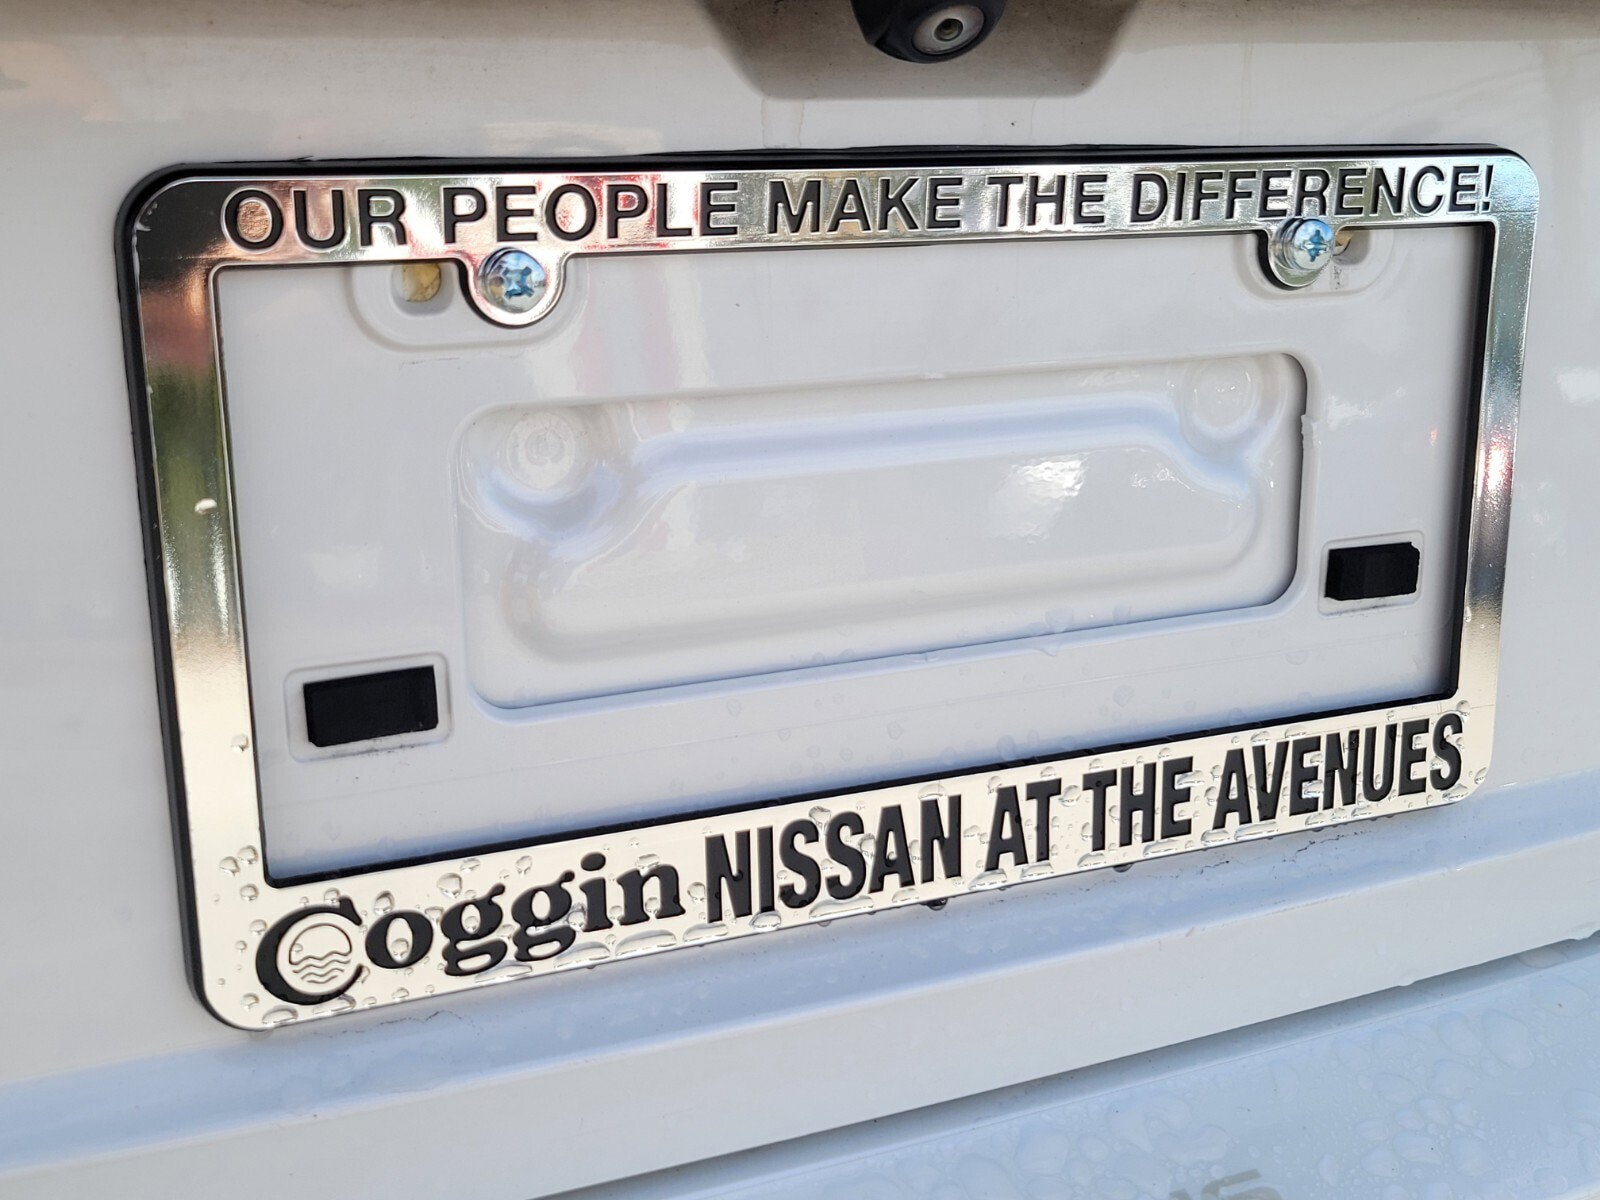 OUR PEOPLE MAKE THE DIFFERENCE!
Coggin NISSAN AT THE AVENUES